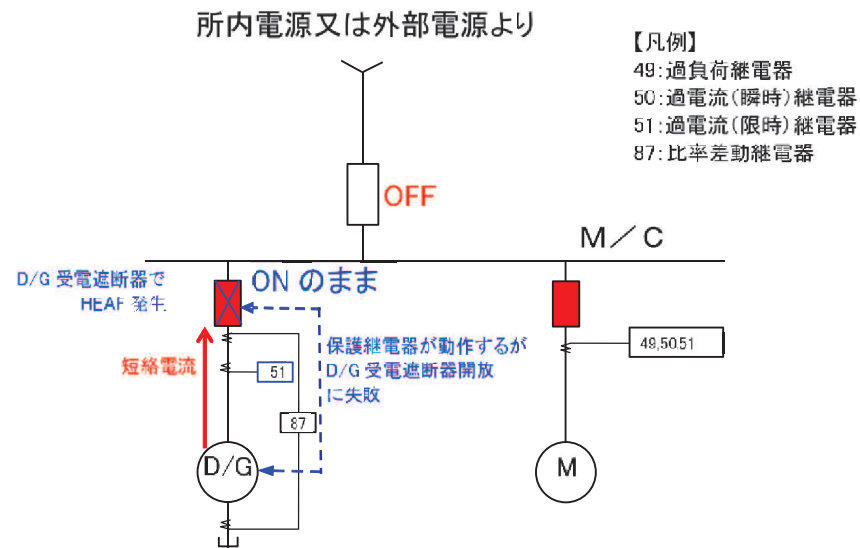 所内電源又は外部電源より
【凡例】
49:過負荷継電器
50:過電流(瞬時)継電器
51:過電流(限時)継電器
87:比率差動継電器
OFF
M/C
D/G 受電遮断器で
HEAF 発生
ONのまま
保護継電器が動作するが
D/G 受電遮断器開放
に失敗
短絡電流
51
87
49,5051
D/G
M